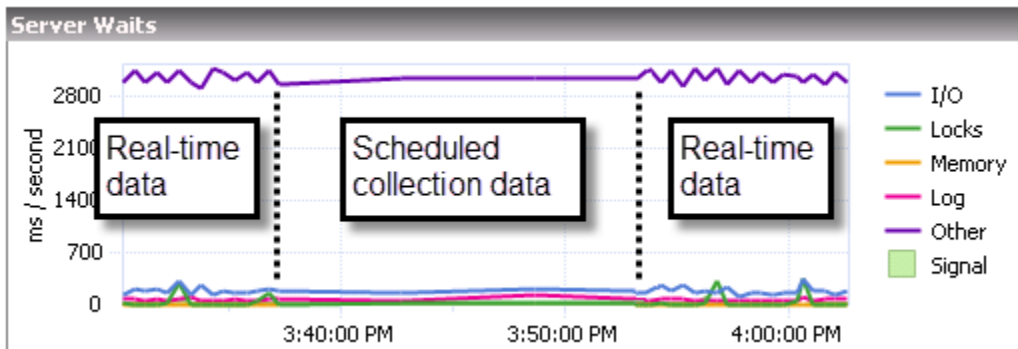 Server Waits
2800
2100
1400
700
0
ms / second
Real-time
data
Scheduled
collection data
Real-time
data
3:40:00 PM
3:50:00 PM
4:00:00 PM
I/O
Locks
Memory
Log
Other
Signal